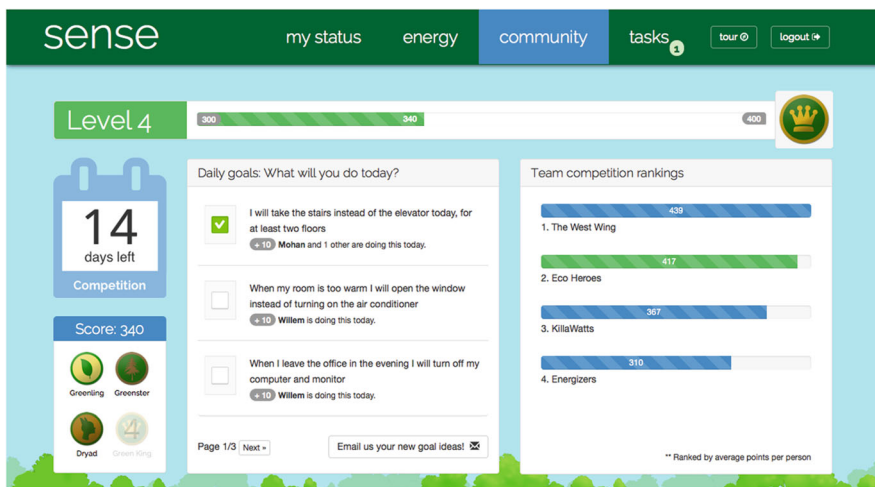 sense
my status
energy
community
tasks
1
tour
logout
Level 4
300
340
400
14
days left
Competition
Score: 340
Greenling
Greenster
Dryad
4
Green King
Daily goals: What will you do today?
I will take the stairs instead of the elevator today, for
at least two floors
+ 10 Mohan and 1 other are doing this today.
When my room is too warm I will open the window
instead of turning on the air conditioner
+ 10 Willem is doing this today.
When I leave the office in the evening I will turn off my
computer and monitor
+ 10 Willem is doing this today.
Page 1/3 Next »
Email us your new goal ideas!
Team competition rankings
439
1. The West Wing
417
2. Eco Heroes
367
3. KillaWatts
310
4. Energizers
** Ranked by average points per person